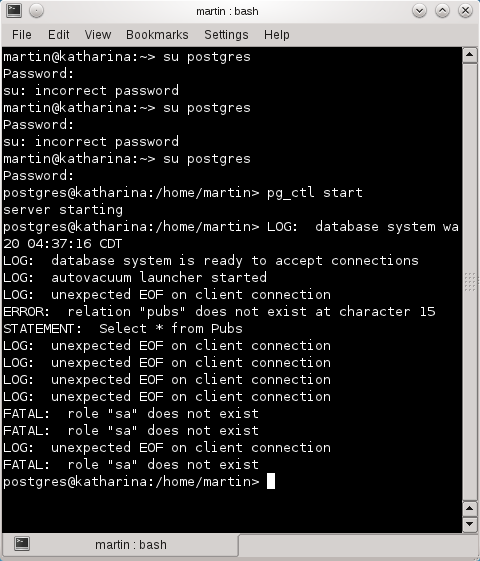 martin : bash
File Edit View Bookmarks Settings Help
martin@katharina:~> su postgres
Password:
su: incorrect password
martin@katharina:~> su postgres
Password:
su: incorrect password
martin@katharina:~> su postgres
Password:
postgres@katharina:/home/martin> pg_ctl start
server starting
postgres@katharina:/home/martin> LOG:  database system wa
20 04:37:16 CDT
LOG:  database system is ready to accept connections
LOG:  autovacuum launcher started
LOG:  unexpected EOF on client connection
ERROR:  relation "pubs" does not exist at character 15
STATEMENT:  Select * from Pubs
LOG:  unexpected EOF on client connection
LOG:  unexpected EOF on client connection
LOG:  unexpected EOF on client connection
LOG:  unexpected EOF on client connection
FATAL:  role "sa" does not exist
FATAL:  role "sa" does not exist
LOG:  unexpected EOF on client connection
FATAL:  role "sa" does not exist
postgres@katharina:/home/martin>
martin : bash